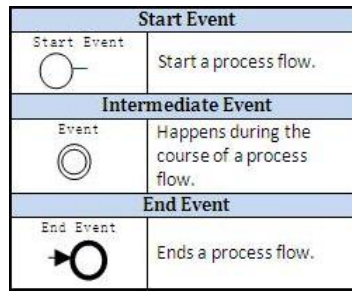 Start Event
Start Event
Start a process flow.
Intermediate Event
Event
Happens during the
course of a process
flow.
End Event
End Event
Ends a process flow.